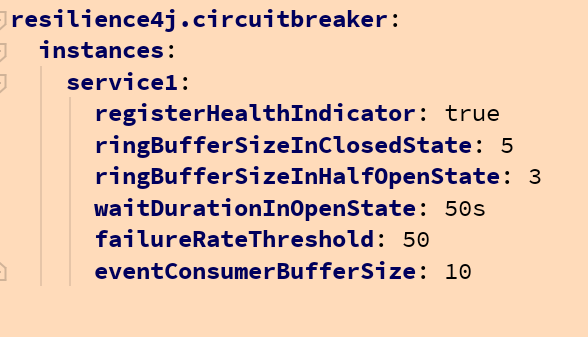 resilience4j.circuitbreaker:
instances:
service1:
registerHealthIndicator: true
ringBufferSizeInClosedState: 5
ringBufferSizeInHalfOpenState: 3
waitDurationInOpenState: 50s
failureRateThreshold: 50
eventConsumerBufferSize: 10